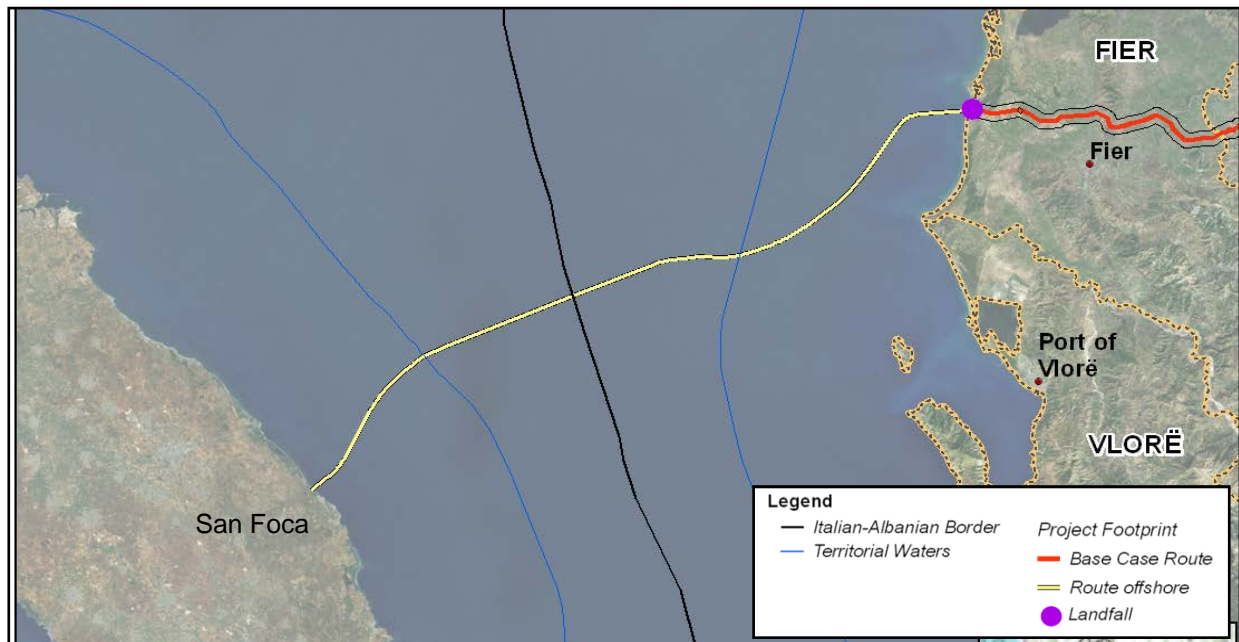 FIER
Fier
Port of
Vlorë
VLORË
San Foca
Legend
Italian-Albanian Border
Territorial Waters
Project Footprint
Base Case Route
Route offshore
Landfall